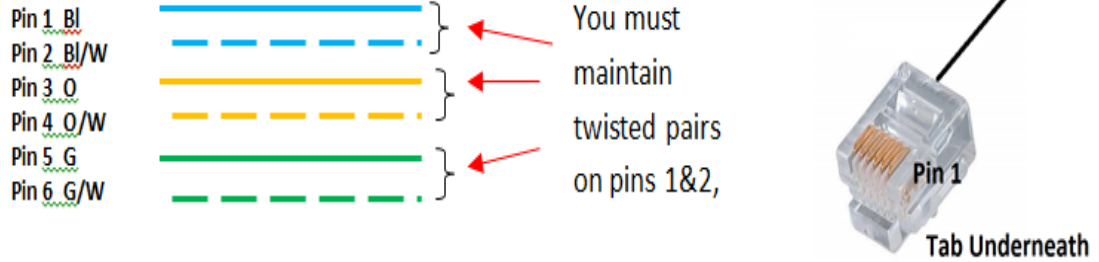 Pin 1 Bl
Pin 2 Bl/W
Pin 3 O
Pin 4 O/W
Pin 5 G
Pin 6 G/W
You must
maintain
twisted pairs
on pins 1&2,
Pin 1
Tab Underneath